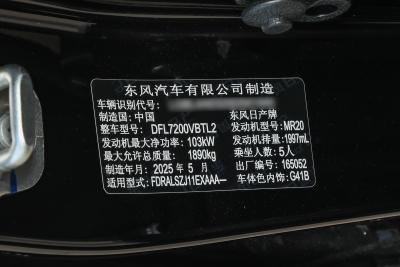 东风汽车有限公司制造
车辆识别代号：
制造国：中国 东风日产牌
整车型号：DFL7200VBTL2 发动机型号：MR20
发动机最大净功率：103kW 发动机排量：1997mL
最大允许总质量：1890kg 乘坐人数：5人
制造年月：2025年5月 出厂编号：165052
适用型式：FDRALSZJ11EXAAA— 车体色内饰：G41B